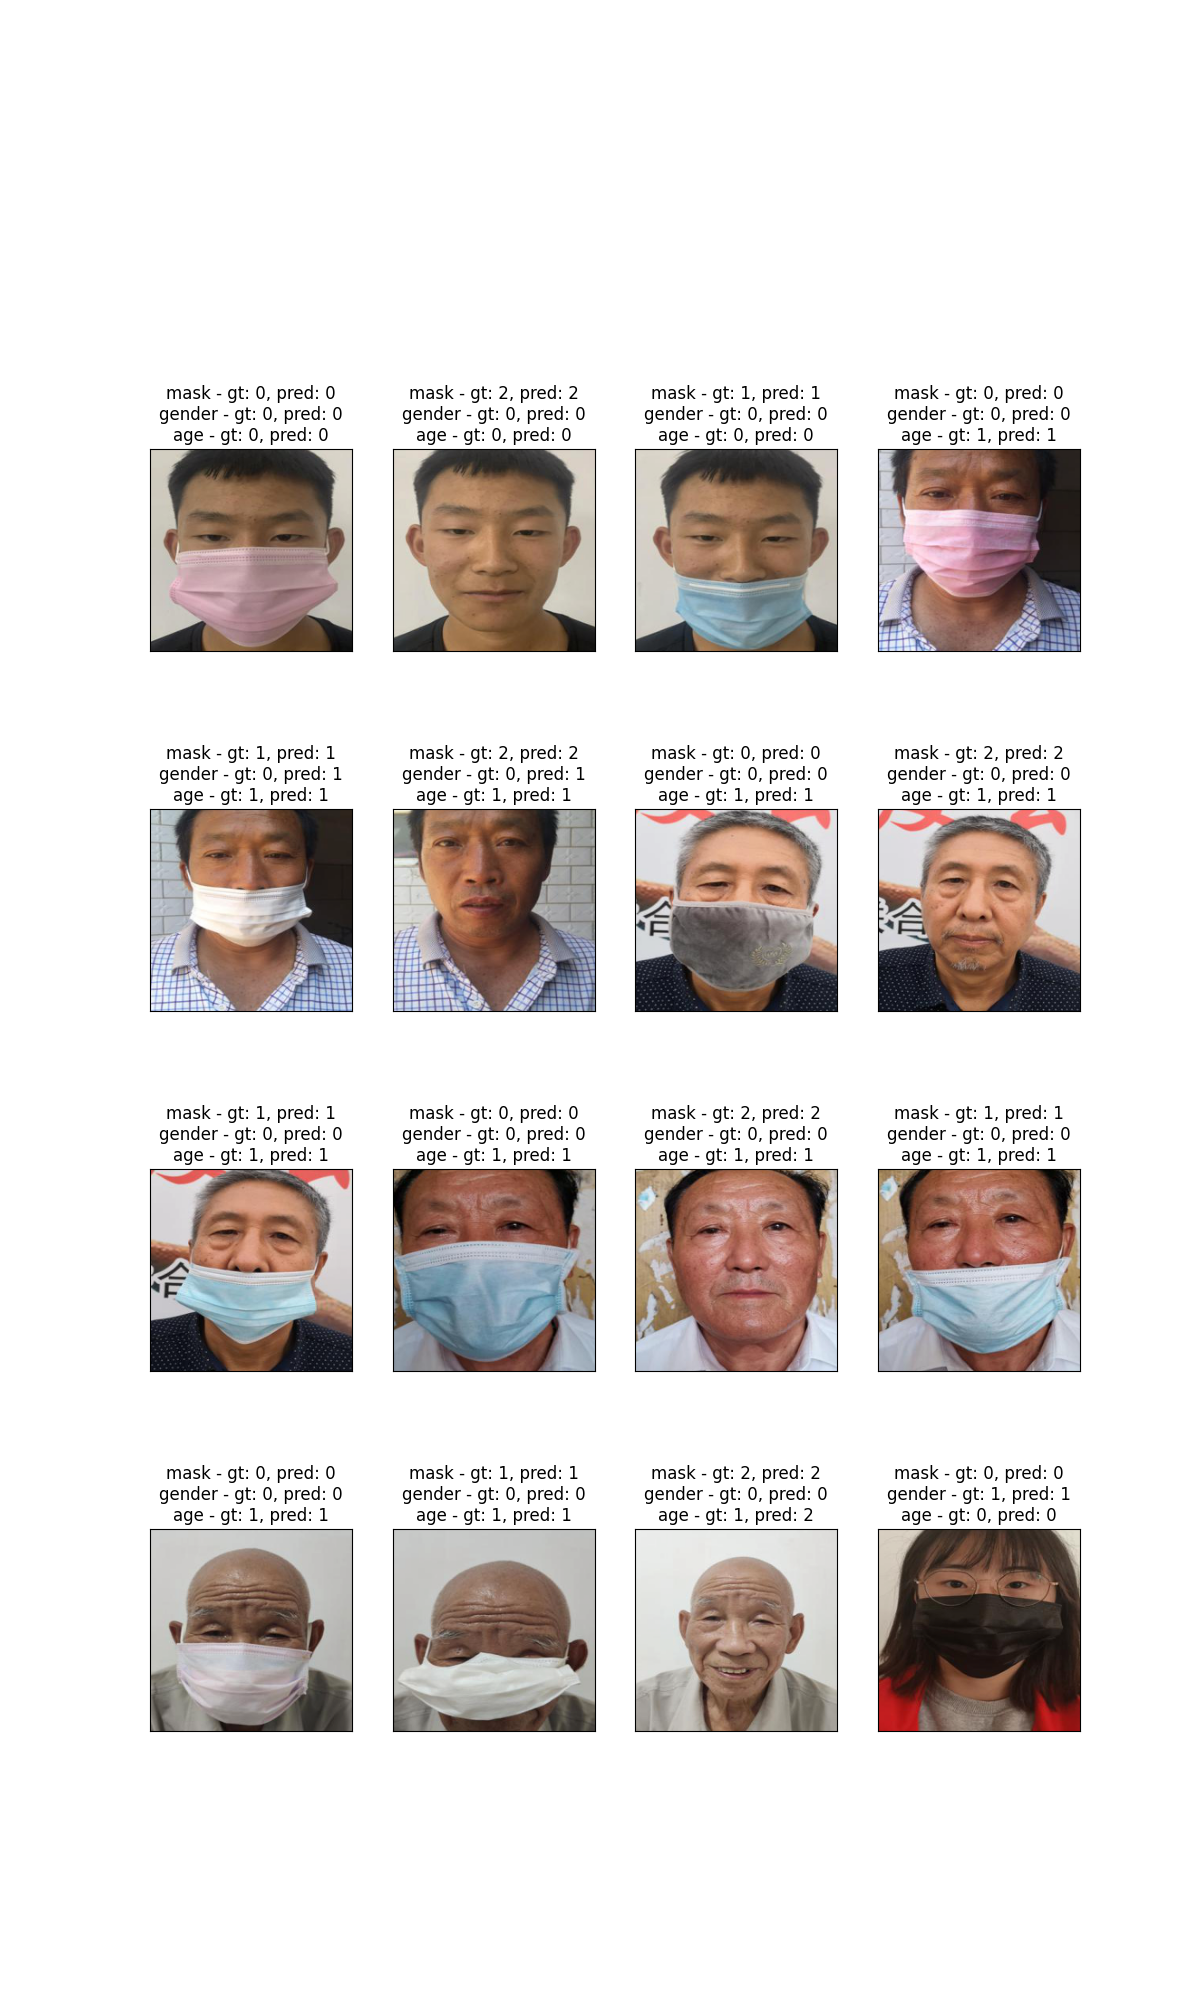 mask - gt: 0, pred: 0
gender - gt: 0, pred: 0
age - gt: 0, pred: 0
mask - gt: 2, pred: 2
gender - gt: 0, pred: 0
age - gt: 0, pred: 0
mask - gt: 1, pred: 1
gender - gt: 0, pred: 0
age - gt: 0, pred: 0
mask - gt: 0, pred: 0
gender - gt: 0, pred: 0
age - gt: 1, pred: 1
mask - gt: 1, pred: 1
gender - gt: 0, pred: 1
age - gt: 1, pred: 1
mask - gt: 2, pred: 2
gender - gt: 0, pred: 1
age - gt: 1, pred: 1
mask - gt: 0, pred: 0
gender - gt: 0, pred: 0
age - gt: 1, pred: 1
合
mask - gt: 2, pred: 2
gender - gt: 0, pred: 0
age - gt: 1, pred: 1
合
mask - gt: 1, pred: 1
gender - gt: 0, pred: 0
age - gt: 1, pred: 1
合
mask - gt: 0, pred: 0
gender - gt: 0, pred: 0
age - gt: 1, pred: 1
mask - gt: 2, pred: 2
gender - gt: 0, pred: 0
age - gt: 1, pred: 1
mask - gt: 1, pred: 1
gender - gt: 0, pred: 0
age - gt: 1, pred: 1
mask - gt: 0, pred: 0
gender - gt: 0, pred: 0
age - gt: 1, pred: 1
mask - gt: 1, pred: 1
gender - gt: 0, pred: 0
age - gt: 1, pred: 1
mask - gt: 2, pred: 2
gender - gt: 0, pred: 0
age - gt: 1, pred: 2
mask - gt: 0, pred: 0
gender - gt: 1, pred: 1
age - gt: 0, pred: 0